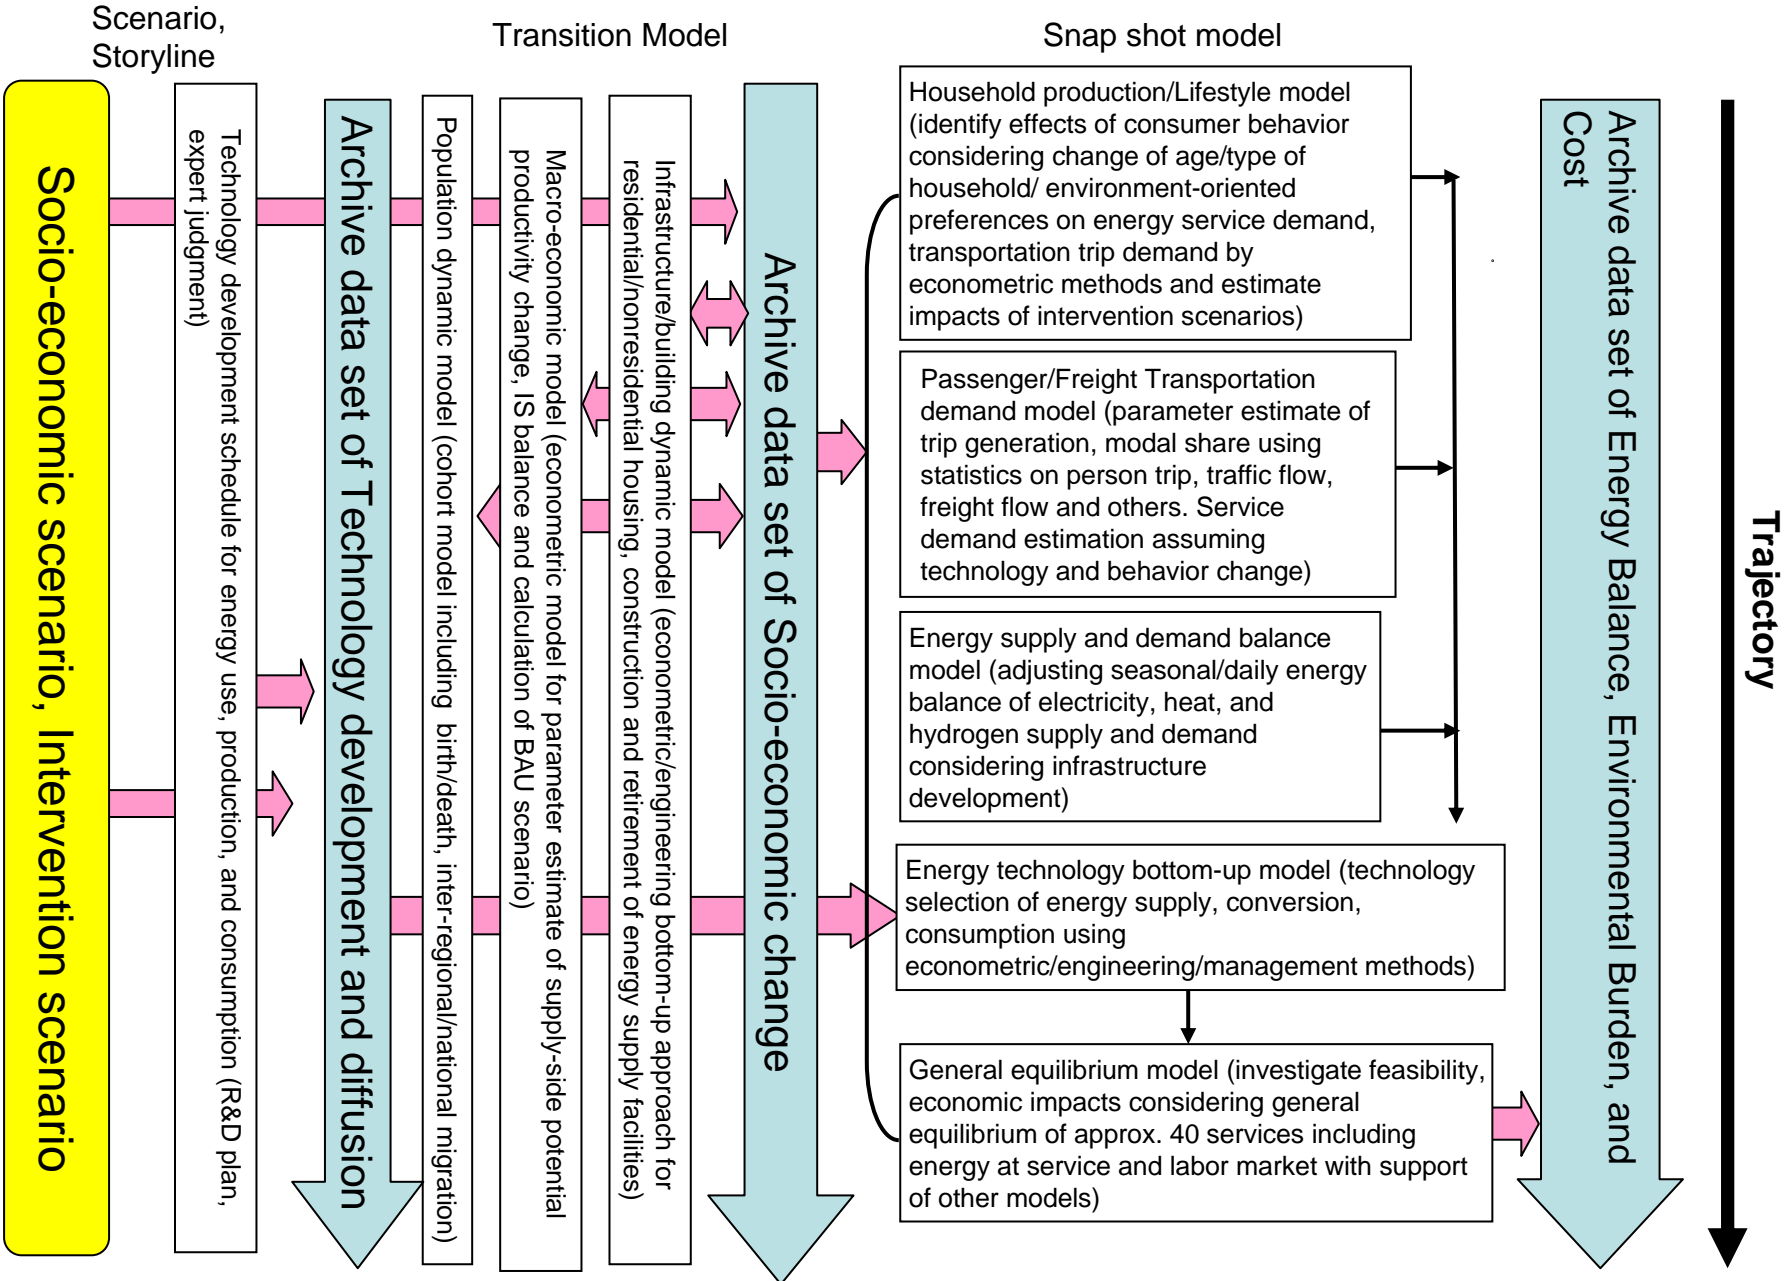 Scenario,
Storyline
Transition Model
Snap shot model
Socio-economic scenario, Intervention scenario
Technology development schedule for energy use, production, and consumption (R&D plan,
expert judgment)
Archive data set of Technology development and diffusion
Population dynamic model (cohort model including birth/death, inter-regional/national migration)
Macro-economic model (econometric model for parameter estimate of supply-side potential
productivity change, IS balance and calculation of BAU scenario)
Infrastructure/building dynamic model (econometric/engineering bottom-up approach for
residential/nonresidential housing, construction and retirement of energy supply facilities)
Archive data set of Socio-economic change
Household production/Lifestyle model
(identify effects of consumer behavior
considering change of age/type of
household/ environment-oriented
preferences on energy service demand,
transportation trip demand by
econometric methods and estimate
impacts of intervention scenarios)
Passenger/Freight Transportation
demand model (parameter estimate of
trip generation, modal share using
statistics on person trip, traffic flow,
freight flow and others. Service
demand estimation assuming
technology and behavior change)
Energy supply and demand balance
model (adjusting seasonal/daily energy
balance of electricity, heat, and
hydrogen supply and demand
considering infrastructure
development)
Energy technology bottom-up model (technology
selection of energy supply, conversion,
consumption using
econometric/engineering/management methods)
General equilibrium model (investigate feasibility,
economic impacts considering general
equilibrium of approx. 40 services including
energy at service and labor market with support
of other models)
Archive data set of Energy Balance, Environmental Burden, and
Cost
Trajectory